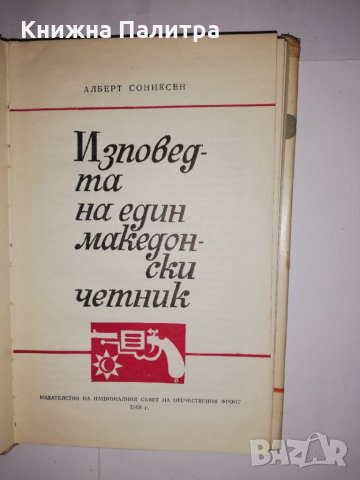 Книжна Палитра
АЛБЕРТ СОНИКСЕН
Изповед-
та
на един
македон-
ски
четник
ИЗДАТЕЛСТВО НА НАЦИОНАЛНИЯ СЪВЕТ НА ОТЕЧЕСТВЕНИЯ ФРОНТ
1968 г.
BAZAR